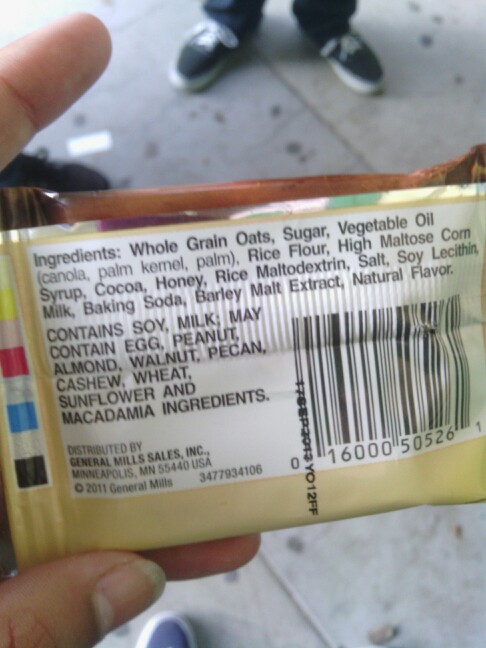 Ingredients: Whole Grain Oats, Sugar, Vegetable Oil
(canola, palm kernel, palm), Rice Flour, High Maltose Corn
Syrup, Cocoa, Honey, Rice Maltodextrin, Salt, Soy Lecithin,
Milk, Baking Soda, Barley Malt Extract, Natural Flavor.
CONTAINS SOY, MILK; MAY
CONTAIN EGG, PEANUT,
ALMOND, WALNUT, PECAN,
CASHEW, WHEAT,
SUNFLOWER AND
MACADAMIA INGREDIENTS.
DISTRIBUTED BY
GENERAL MILLS SALES, INC.,
MINNEAPOLIS, MN 55440 USA
© 2011 General Mills 3477934106
0 16000 50526 1
17SEP2013 YO12FF